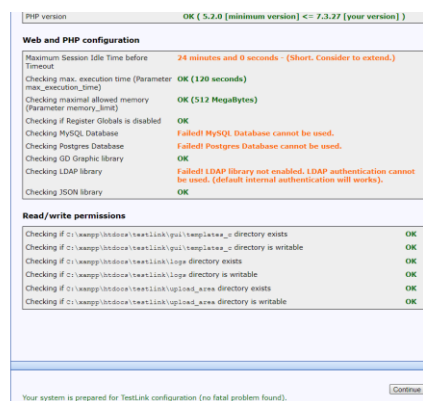 PHP version OK ( 5.2.0 [minimum version] <= 7.3.27 [your version] )
Web and PHP configuration
Maximum Session Idle Time before 24 minutes and 0 seconds - (Short. Consider to extend.)
Timeout
Checking max. execution time (Parameter OK (120 seconds)
max_execution_time)
Checking maximal allowed memory OK (512 MegaBytes)
(Parameter memory_limit)
Checking if Register Globals is disabled OK
Checking MySQL Database Failed! MySQL Database cannot be used.
Checking Postgres Database Failed! Postgres Database cannot be used.
Checking GD Graphic library OK
Checking LDAP library Failed! LDAP library not enabled. LDAP authentication cannot
be used. (default internal authentication will works).
Checking JSON library OK
Read/write permissions
Checking if C:\xampp\htdocs\testlink\gui\templates_c directory exists OK
Checking if C:\xampp\htdocs\testlink\gui\templates_c directory is writable OK
Checking if C:\xampp\htdocs\testlink\logs directory exists OK
Checking if C:\xampp\htdocs\testlink\logs directory is writable OK
Checking if C:\xampp\htdocs\testlink\upload_area directory exists OK
Checking if C:\xampp\htdocs\testlink\upload_area directory is writable OK
Continue
Your system is prepared for TestLink configuration (no fatal problem found).